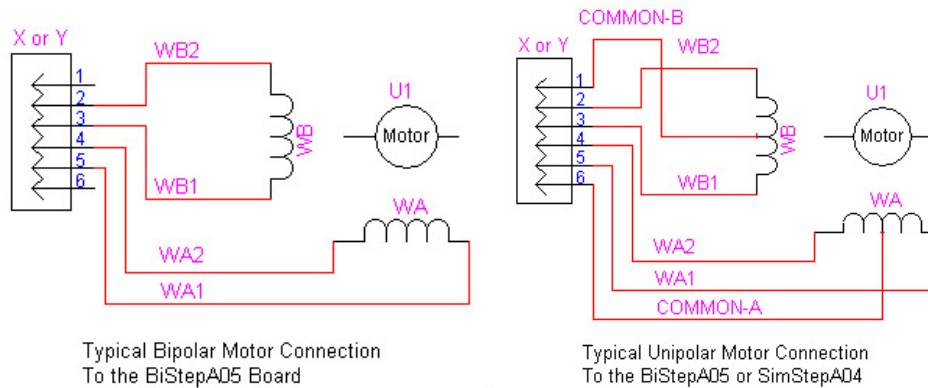 X or Y
WB2
1
2
3
4
5
6
WB1
WB
U1
Motor
WA
WA2
WA1
Typical Bipolar Motor Connection
To the BiStepA05 Board
COMMON-B
X or Y
WB2
1
2
3
4
5
6
WB1
WB
U1
Motor
WA
WA2
WA1
COMMON-A
Typical Unipolar Motor Connection
To the BiStepA05 or SimStepA04